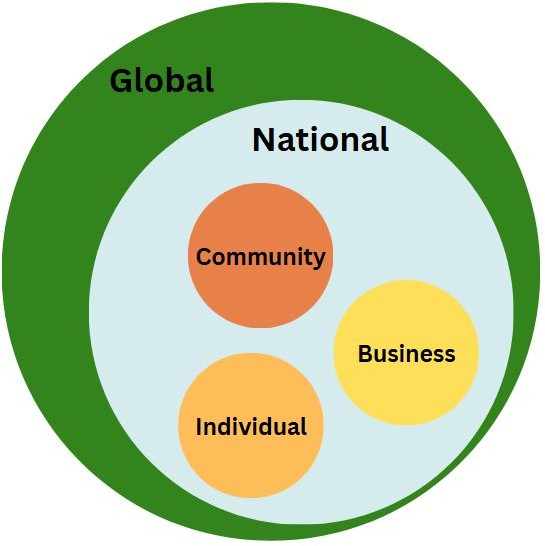 Global
National
Community
Business
Individual